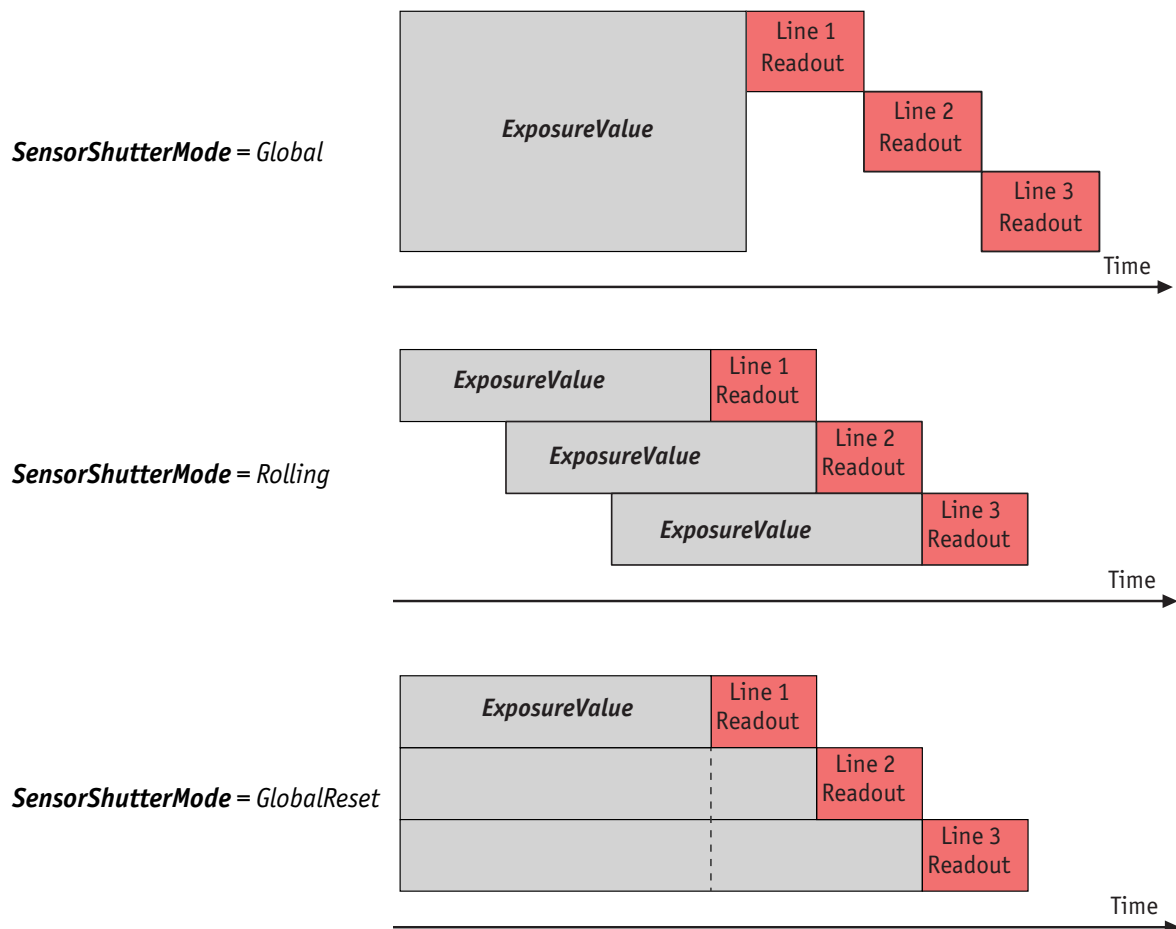 Line 1
Readout
Line 2
Readout
Line 3
Readout
ExposureValue
SensorShutterMode = Global
Time
Line 1
Readout
ExposureValue
Line 2
Readout
ExposureValue
Line 3
Readout
ExposureValue
SensorShutterMode = Rolling
Time
Line 1
Readout
ExposureValue
Line 2
Readout
SensorShutterMode = GlobalReset
Line 3
Readout
Time